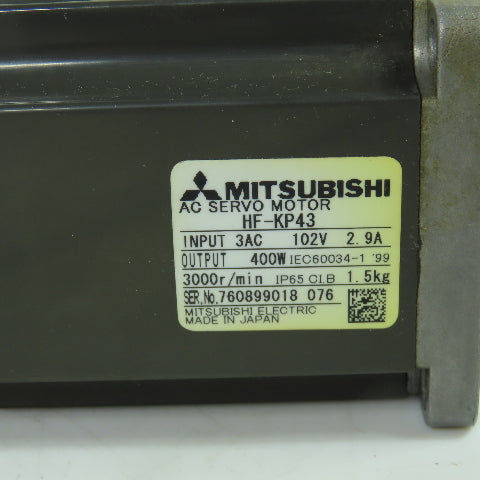 MITSUBISHI
AC SERVO MOTOR
HF-KP43
INPUT 3AC 102V 2.9A
OUTPUT 400W IEC60034-1 '99
3000r/min IP65 Cl.B 1.5kg
SER.No.760899018 076
MITSUBISHI ELECTRIC
MADE IN JAPAN